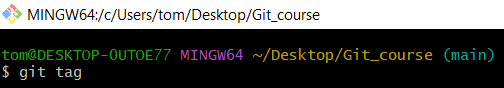 MINGW64:/c/Users/tom/Desktop/Git_course
tom@DESKTOP-OUTOE77 MINGW64 ~/Desktop/Git_course (main)
$ git tag